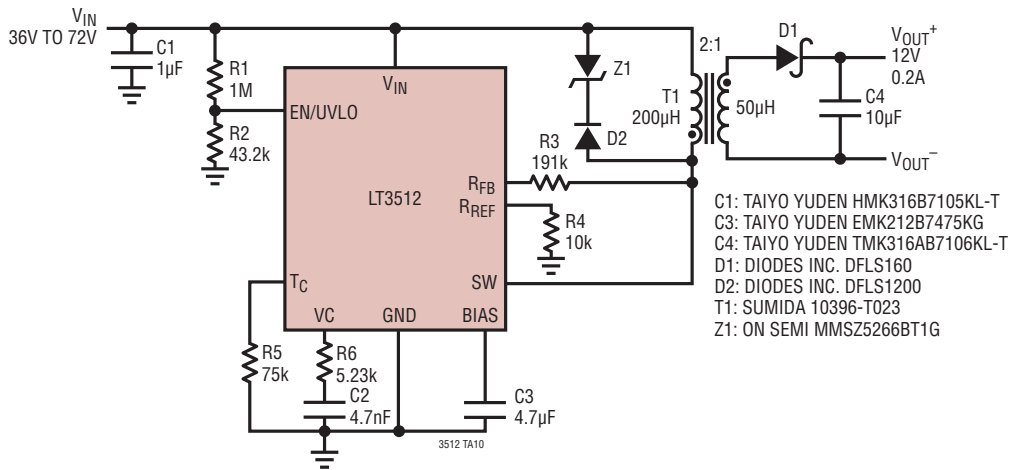 VIN
36V TO 72V
C1
1µF
R1
1M
R2
43.2k
EN/UVLO
VIN
LT3512
RFB
RREF
SW
TC
VC
GND
BIAS
R3
191k
R4
10k
R5
75k
R6
5.23k
C2
4.7nF
C3
4.7µF
Z1
D2
T1
200µH
2:1
50µH
D1
C4
10µF
VOUT+
12V
0.2A
VOUT–
C1: TAIYO YUDEN HMK316B7105KL-T
C3: TAIYO YUDEN EMK212B7475KG
C4: TAIYO YUDEN TMK316AB7106KL-T
D1: DIODES INC. DFLS160
D2: DIODES INC. DFLS1200
T1: SUMIDA 10396-T023
Z1: ON SEMI MMSZ5266BT1G
3512 TA10